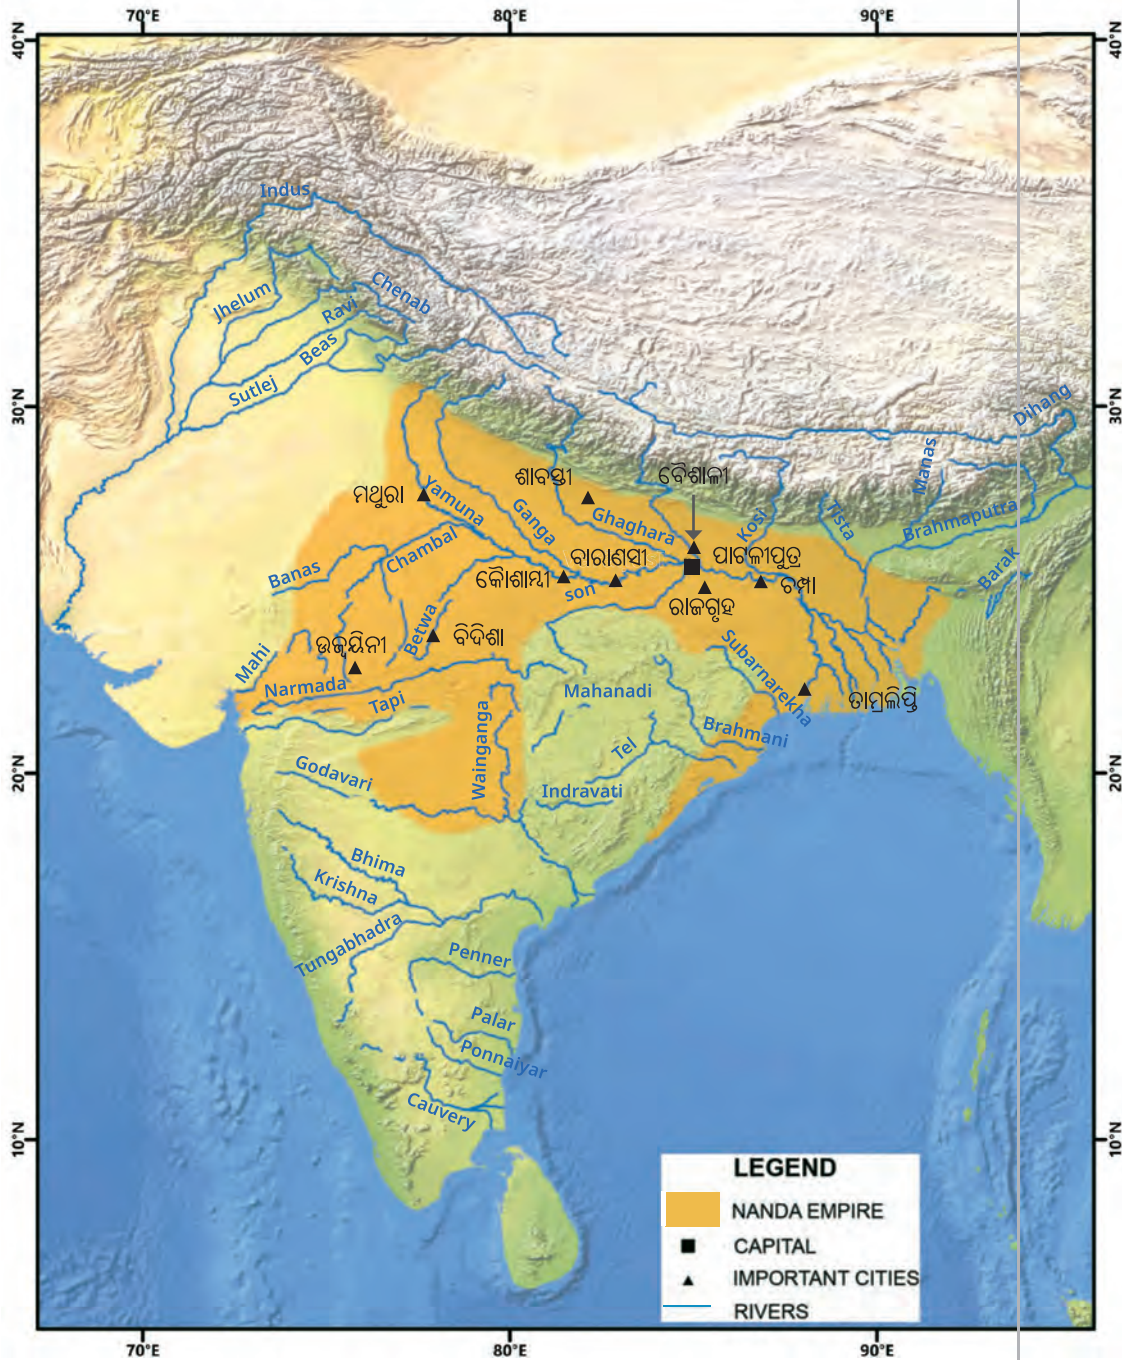 70°E 80°E 90°E
40°N 40°N
Indus
Jhelum
Chenab
Ravi
Beas
Sutlej
30°N 30°N
Dihang
Manas
ବୈଶାଳୀ
ଶାବସ୍ତୀ
ମଥୁରା
Yamuna
Ganga
Ghaghara
Kosi
Tista
Brahmaputra
Chambal
ବାରାଣସୀ
ପାଟଳୀପୁତ୍ର
Banas
କୌଶାମ୍ବୀ
son
ଚମ୍ପା
Barak
ରାଜଗୃହ
Betwa
ବିଦିଶା
ଉଜ୍ଜୟିନୀ
Mahi
Subarnarekha
Narmada
Tapi
Mahanadi
ତାମ୍ରଲିପ୍ତି
Wainganga
Brahmani
Tel
20°N 20°N
Godavari
Indravati
Bhima
Krishna
Tungabhadra
Penner
Palar
Ponnaiyar
Cauvery
10°N 10°N
LEGEND
NANDA EMPIRE
CAPITAL
IMPORTANT CITIES
RIVERS
70°E 80°E 90°E